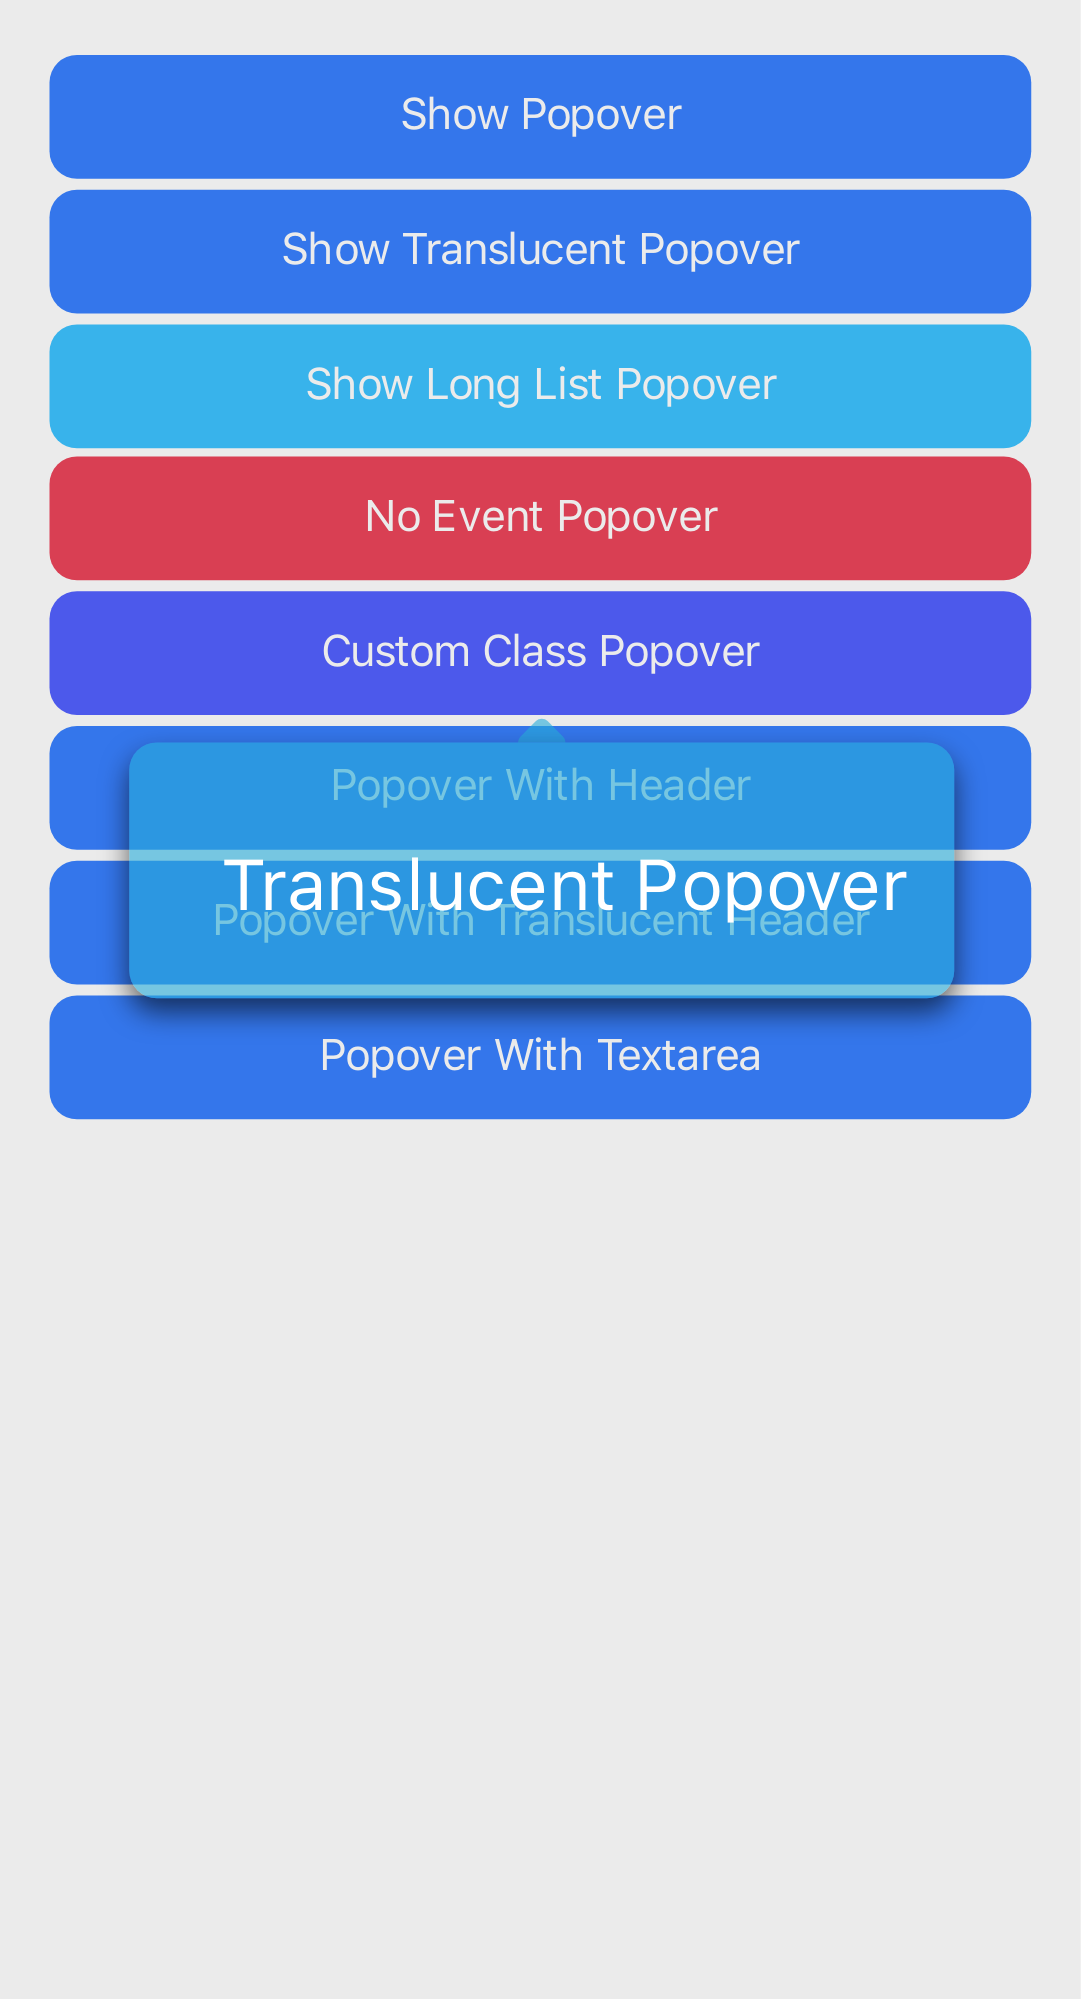 Show Popover
Show Translucent Popover
Show Long List Popover
No Event Popover
Custom Class Popover
Popover With Header
Translucent Popover
Popover With Translucent Header
Popover With Textarea